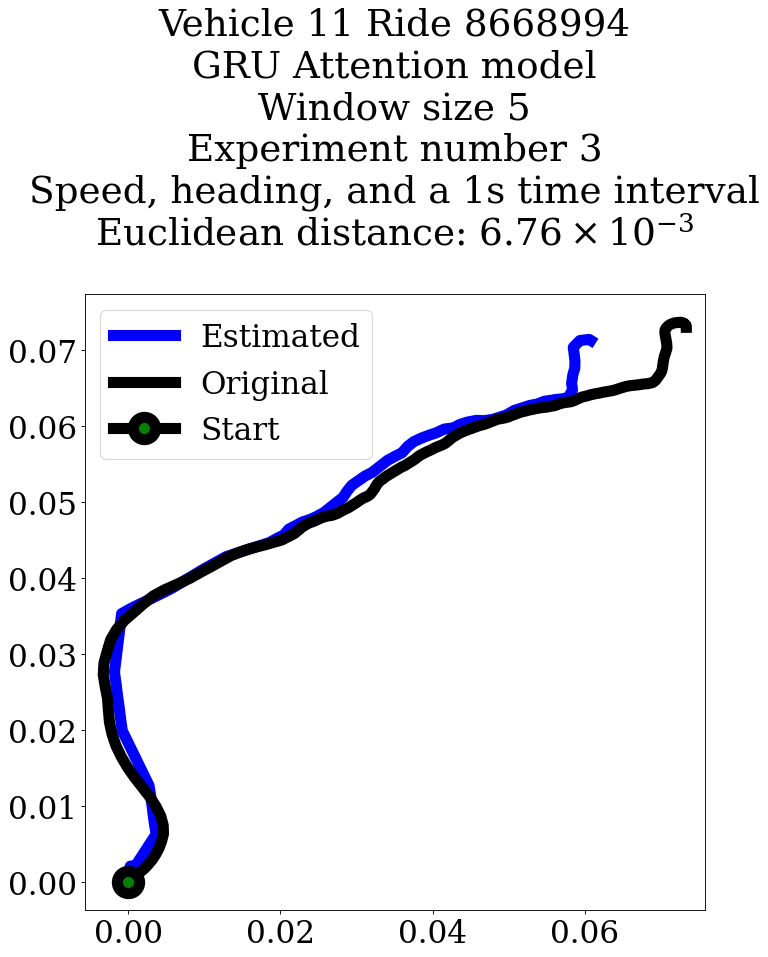 Vehicle 11 Ride 8668994
GRU Attention model
Window size 5
Experiment number 3
Speed, heading, and a 1s time interval
Euclidean distance: 6.76 × 10⁻³
Estimated
Original
Start
0.07
0.06
0.05
0.04
0.03
0.02
0.01
0.00
0.00 0.02 0.04 0.06